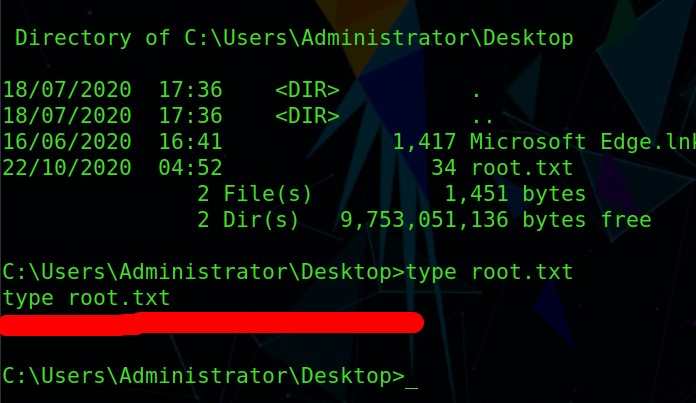 Directory of C:\Users\Administrator\Desktop
18/07/2020  17:36    <DIR>          .
18/07/2020  17:36    <DIR>          ..
16/06/2020  16:41             1,417 Microsoft Edge.lnk
22/10/2020  04:52                34 root.txt
               2 File(s)          1,451 bytes
               2 Dir(s)   9,753,051,136 bytes free
C:\Users\Administrator\Desktop>type root.txt
type root.txt
C:\Users\Administrator\Desktop>_